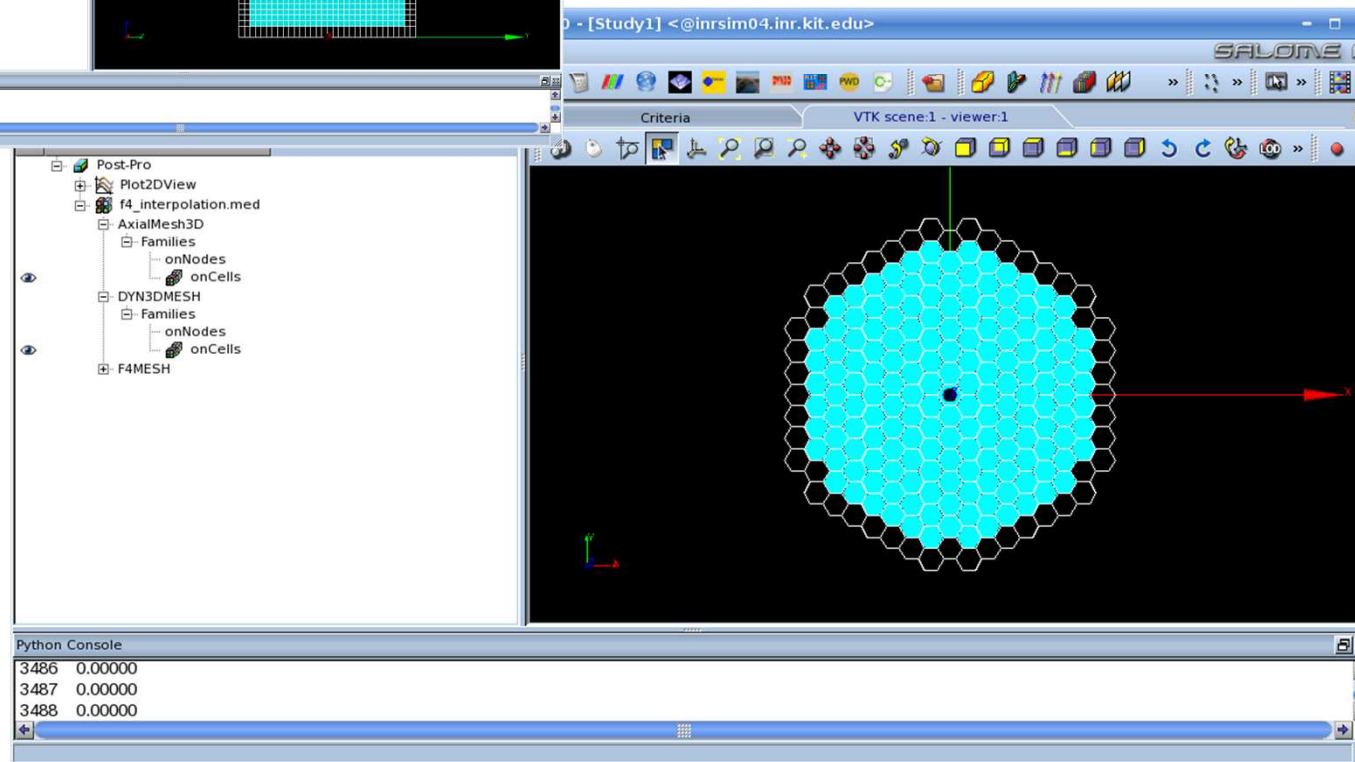 0 - [Study1] <@inrsim04.inr.kit.edu>
SALOME
PWD
Criteria
VTK scene:1 - viewer:1
LOD
Post-Pro
Plot2DView
f4_interpolation.med
AxialMesh3D
Families
onNodes
onCells
DYN3DMESH
Families
onNodes
onCells
F4MESH
X
Y
X
Python Console
3486 0.00000
3487 0.00000
3488 0.00000